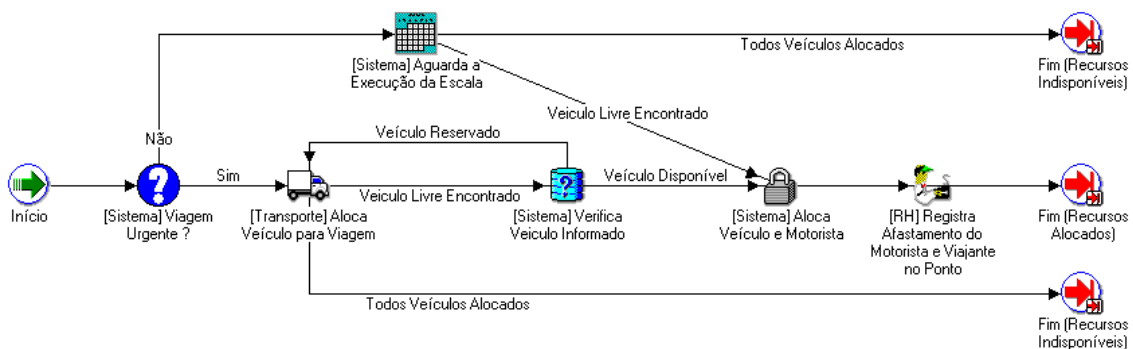 Todos Veículos Alocados
[Sistema] Aguarda a
Execução da Escala
Fim (Recursos
Indisponíveis)
Veiculo Livre Encontrado
Não
Veículo Reservado
Sim
Veiculo Livre Encontrado
Veículo Disponível
Início
[Sistema] Viagem
Urgente ?
[Transporte] Aloca
Veículo para Viagem
[Sistema] Verifica
Veiculo Informado
[Sistema] Aloca
Veículo e Motorista
[RH] Registra
Afastamento do
Motorista e Viajante
no Ponto
Fim (Recursos
Alocados)
Todos Veículos Alocados
Fim (Recursos
Indisponíveis)